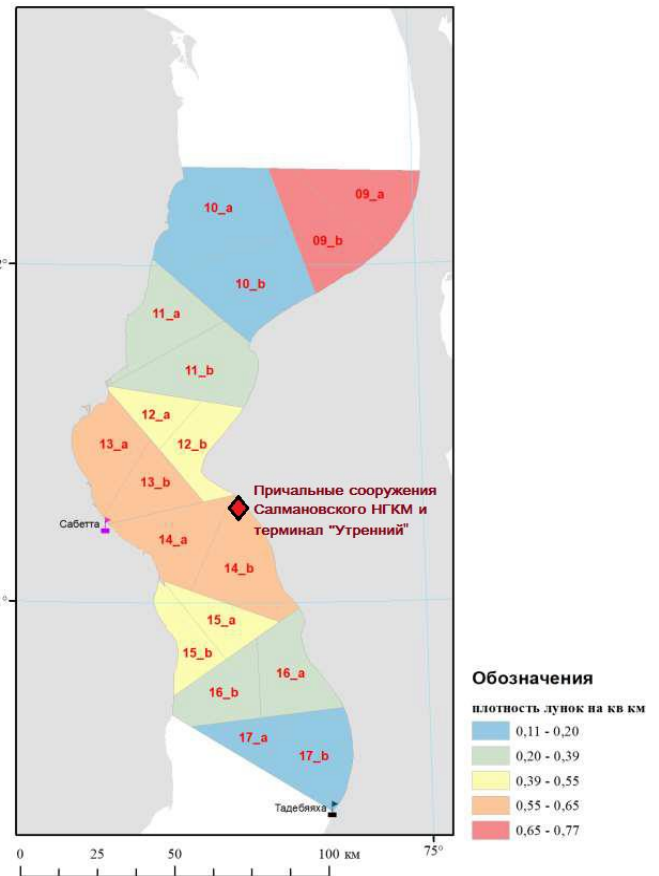 09_a
10_a
09_b
10_b
2°
11_a
11_b
12_a
12_b
13_a
13_b
Причальные сооружения
Салмановского НГКМ и
терминал "Утренний"
Сабетта
14_a
14_b
°
15_a
15_b
16_a
16_b
17_a
17_b
Тадебяяха
Обозначения
плотность лунок на кв км
0,11 - 0,20
0,20 - 0,39
0,39 - 0,55
0,55 - 0,65
0,65 - 0,77
0 25 50 100 км
75°